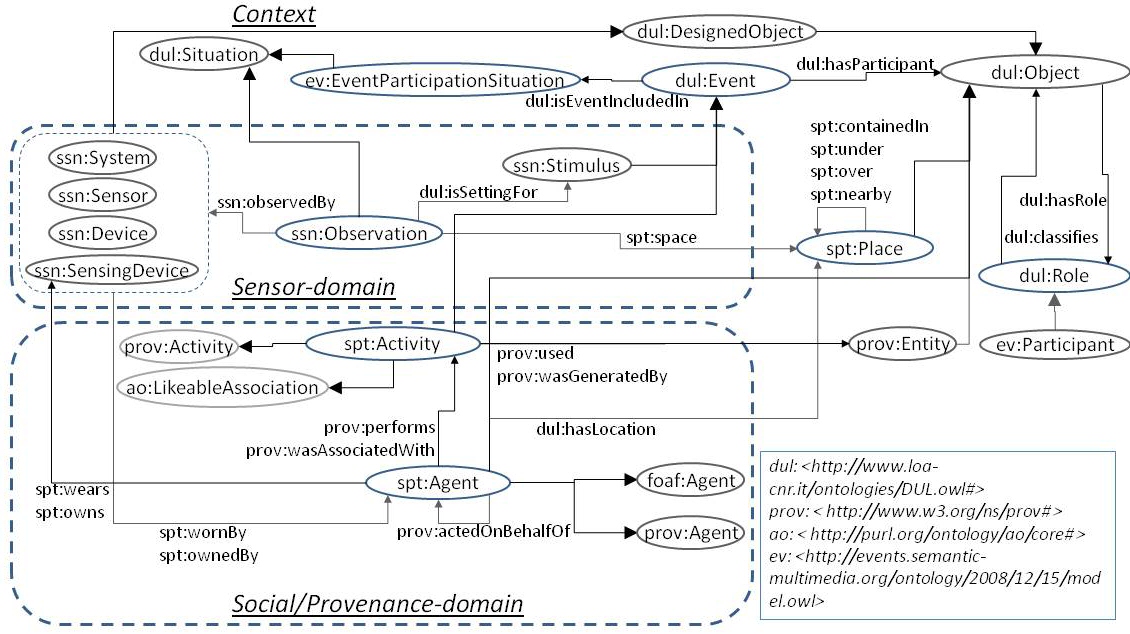 Context
dul:DesignedObject
dul:Situation
dul:hasParticipant
dul:Object
ev:EventParticipationSituation
dul:Event
dul:isEventIncludedIn
spt:containedIn
spt:under
spt:over
spt:nearby
ssn:System
ssn:Sensor
ssn:Device
ssn:SensingDevice
ssn:Stimulus
dul:isSettingFor
ssn:observedBy
ssn:Observation
spt:space
spt:Place
dul:hasRole
dul:classifies
dul:Role
Sensor-domain
prov:Activity
spt:Activity
prov:used
prov:wasGeneratedBy
prov:Entity
ev:Participant
ao:LikeableAssociation
prov:performs
prov:wasAssociatedWith
dul:hasLocation
spt:Agent
foaf:Agent
spt:wears
spt:owns
spt:wornBy
spt:ownedBy
prov:actedOnBehalfOf
prov:Agent
Social/Provenance-domain
dul: <http://www.loa-
cnr.it/ontologies/DUL.owl#>
prov: < http://www.w3.org/ns/prov#>
ao: < http://purl.org/ontology/ao/core#>
ev: <http://events.semantic-
multimedia.org/ontology/2008/12/15/mod
el.owl>